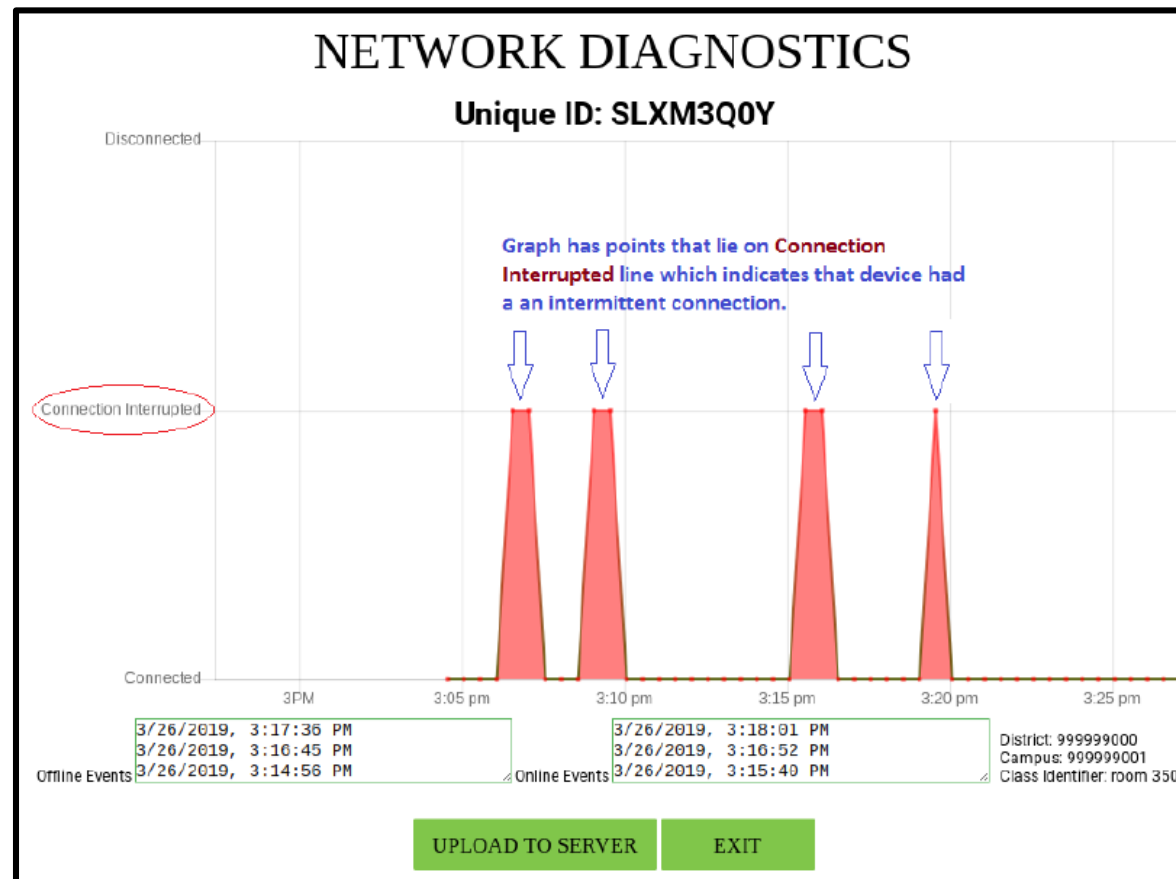 NETWORK DIAGNOSTICS
Unique ID: SLXM3Q0Y
Disconnected
Graph has points that lie on Connection
Interrupted line which indicates that device had
a an intermittent connection.
Connection Interrupted
Connected
3PM 3:05 pm 3:10 pm 3:15 pm 3:20 pm 3:25 pm
Offline Events
3/26/2019, 3:17:36 PM
3/26/2019, 3:16:45 PM
3/26/2019, 3:14:56 PM
Online Events
3/26/2019, 3:18:01 PM
3/26/2019, 3:16:52 PM
3/26/2019, 3:15:40 PM
District: 999999000
Campus: 999999001
Class Identifier: room 350
UPLOAD TO SERVER
EXIT